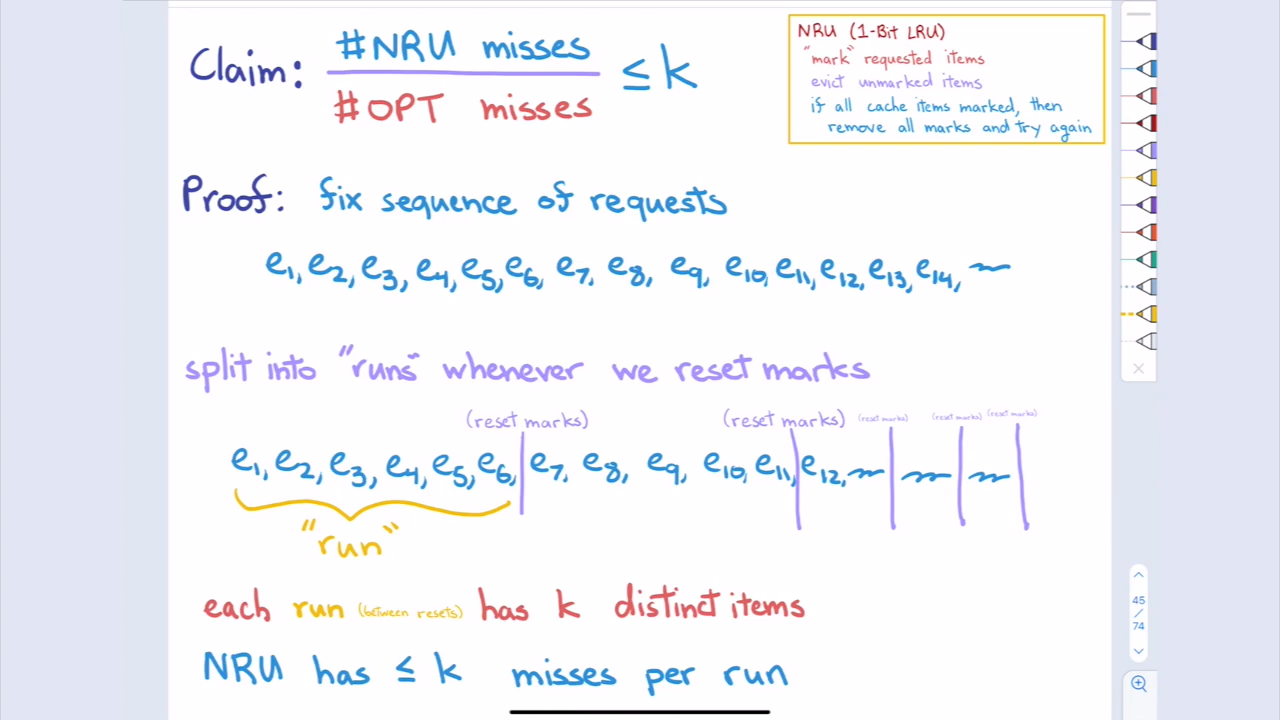 Claim: #NRU misses / #OPT misses ≤ k
NRU (1-Bit LRU)
"mark" requested items
evict unmarked items
if all cache items marked, then
remove all marks and try again
Proof: fix sequence of requests
e₁, e₂, e₃, e₄, e₅, e₆, e₇, e₈, e₉, e₁₀, e₁₁, e₁₂, e₁₃, e₁₄, ~
split into "runs" whenever we reset marks
(reset marks) (reset marks) (reset marks) (reset marks) (reset marks)
e₁, e₂, e₃, e₄, e₅, e₆, e₇, e₈, e₉, e₁₀, e₁₁, e₁₂, ~ ~ ~
"run"
each run (between resets) has k distinct items
NRU has ≤ k misses per run
45
/
74